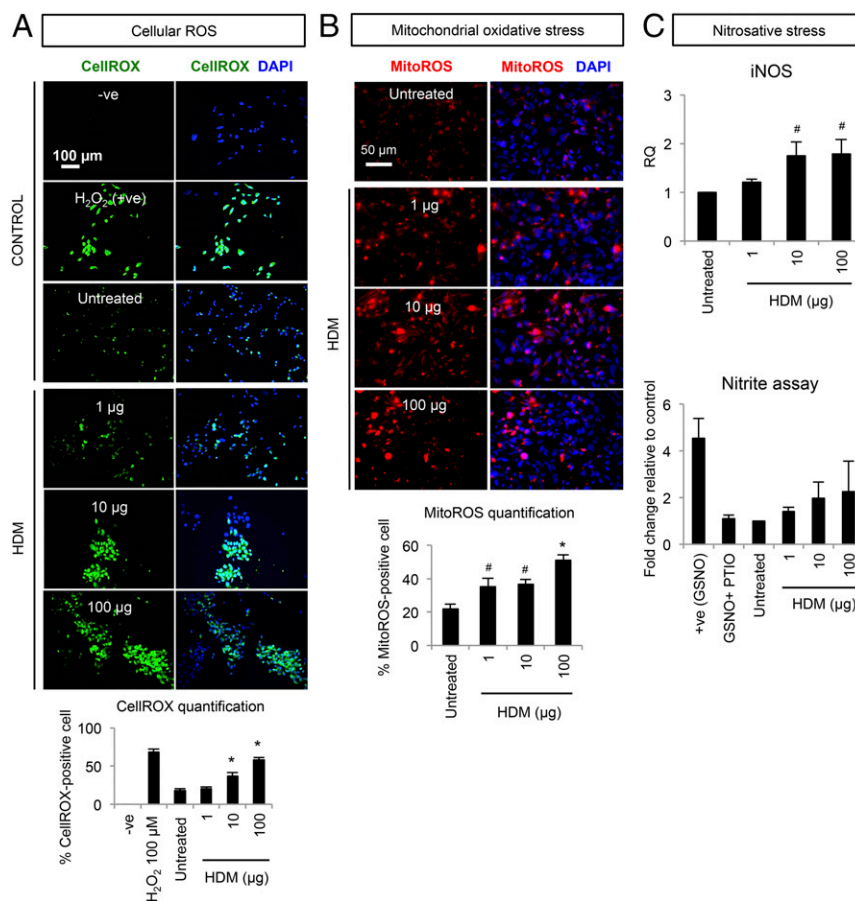 A
Cellular ROS
CellROX
CellROX DAPI
CONTROL
-ve
100 µm
H₂O₂ (+ve)
Untreated
HDM
1 µg
10 µg
100 µg
CellROX quantification
% CellROX-positive cell
100
50
0
-ve
H₂O₂ 100 µM
Untreated
1
10
100
*
*
HDM (µg)
B
Mitochondrial oxidative stress
MitoROS
MitoROS DAPI
Untreated
50 µm
HDM
1 µg
10 µg
100 µg
MitoROS quantification
% MitoROS-positive cell
60
40
20
0
#
#
*
Untreated
1
10
100
HDM (µg)
C
Nitrosative stress
iNOS
RQ
3
2
1
0
#
#
Untreated
1
10
100
HDM (µg)
Nitrite assay
Fold change relative to control
6
4
2
0
+ve (GSNO)
GSNO+ PTIO
Untreated
1
10
100
HDM (µg)